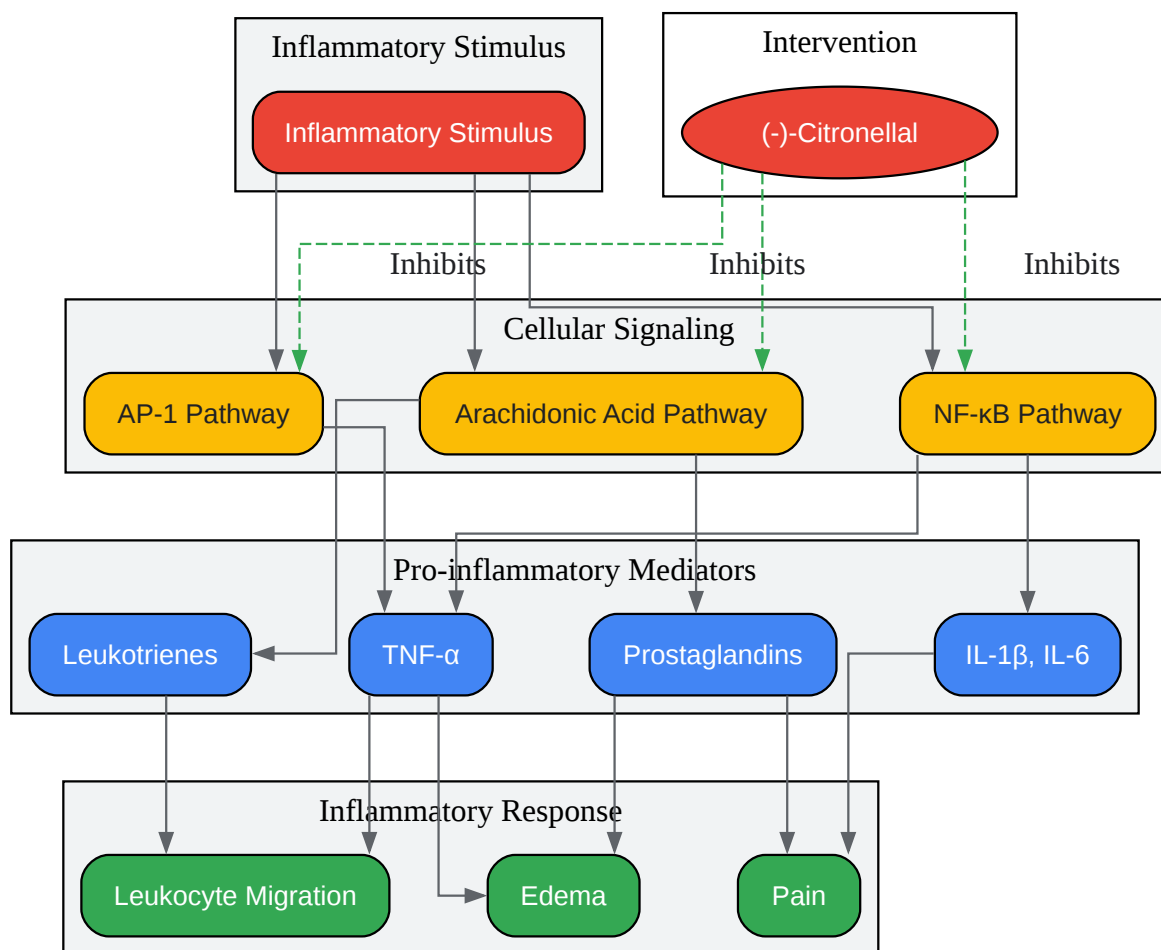 Inflammatory Stimulus
Intervention
Inflammatory Stimulus
(-)-Citronellal
Inhibits
Inhibits
Inhibits
Cellular Signaling
AP-1 Pathway
Arachidonic Acid Pathway
NF-κB Pathway
Pro-inflammatory Mediators
Leukotrienes
TNF-α
Prostaglandins
IL-1β, IL-6
Inflammatory Response
Leukocyte Migration
Edema
Pain